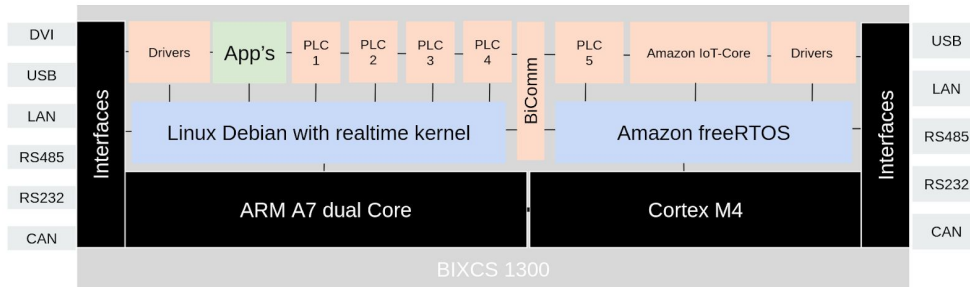 DVI
USB
LAN
RS485
RS232
CAN
Interfaces
Drivers
App's
PLC
1
PLC
2
PLC
3
PLC
4
BiComm
PLC
5
Amazon IoT-Core
Drivers
Linux Debian with realtime kernel
Amazon freeRTOS
ARM A7 dual Core
Cortex M4
Interfaces
USB
LAN
RS485
RS232
CAN
BIXCS 1300